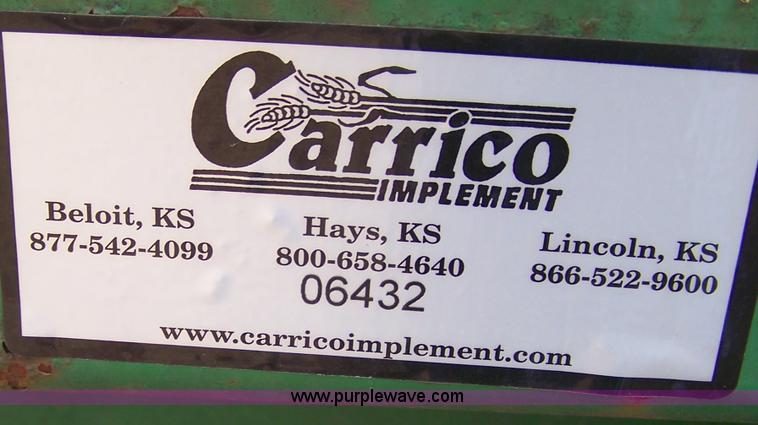 Carrico
IMPLEMENT
Beloit, KS
877-542-4099
Hays, KS
800-658-4640
Lincoln, KS
866-522-9600
06432
www.carricoimplement.com
www.purplewave.com